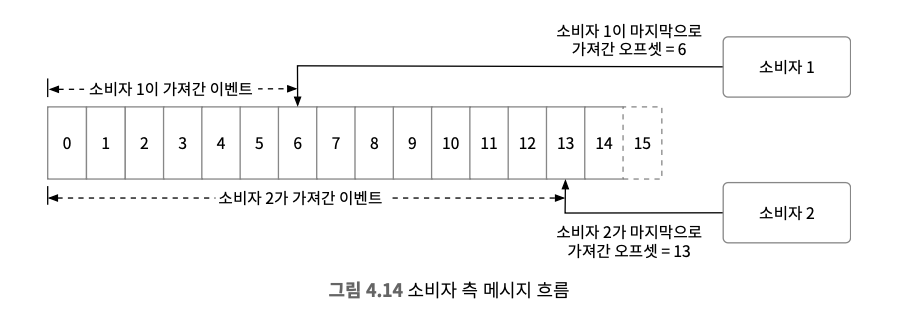 소비자 1이 마지막으로
가져간 오프셋 = 6
소비자 1
소비자 1이 가져간 이벤트
0 1 2 3 4 5 6 7 8 9 10 11 12 13 14 15
소비자 2가 가져간 이벤트
소비자 2
소비자 2가 마지막으로
가져간 오프셋 = 13
그림 4.14 소비자 측 메시지 흐름